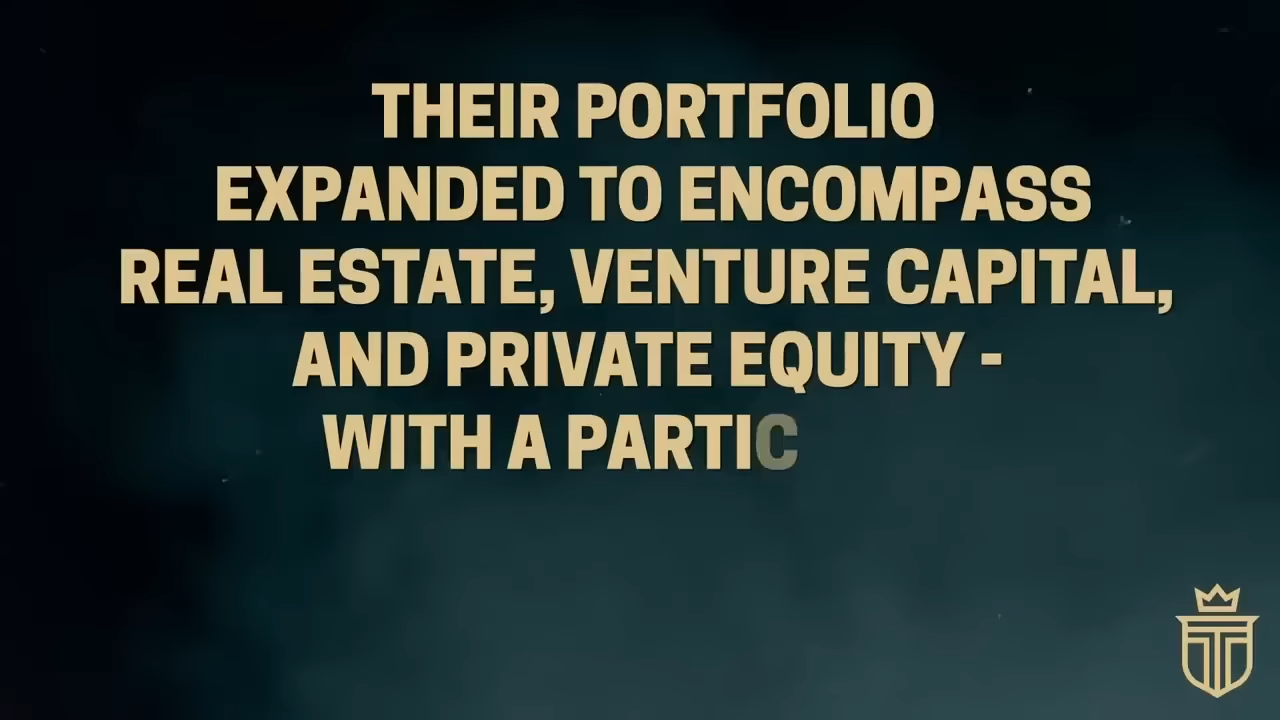 THEIR PORTFOLIO
EXPANDED TO ENCOMPASS
REAL ESTATE, VENTURE CAPITAL,
AND PRIVATE EQUITY -
WITH A PARTIC